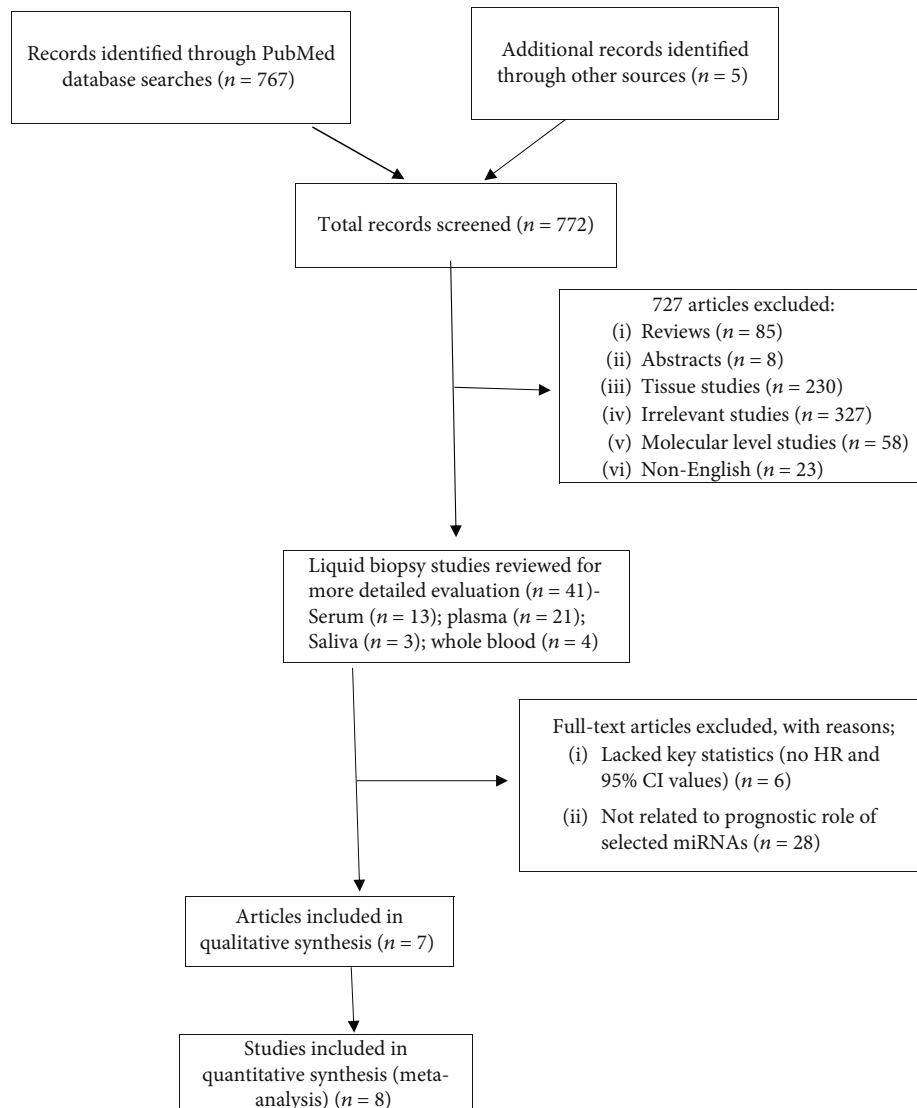 Records identified through PubMed
database searches (n = 767)
Additional records identified
through other sources (n = 5)
Total records screened (n = 772)
727 articles excluded:
(i) Reviews (n = 85)
(ii) Abstracts (n = 8)
(iii) Tissue studies (n = 230)
(iv) Irrelevant studies (n = 327)
(v) Molecular level studies (n = 58)
(vi) Non-English (n = 23)
Liquid biopsy studies reviewed for
more detailed evaluation (n = 41)-
Serum (n = 13); plasma (n = 21);
Saliva (n = 3); whole blood (n = 4)
Full-text articles excluded, with reasons;
(i) Lacked key statistics (no HR and
95% CI values) (n = 6)
(ii) Not related to prognostic role of
selected miRNAs (n = 28)
Articles included in
qualitative synthesis (n = 7)
Studies included in
quantitative synthesis (meta-
analysis) (n = 8)